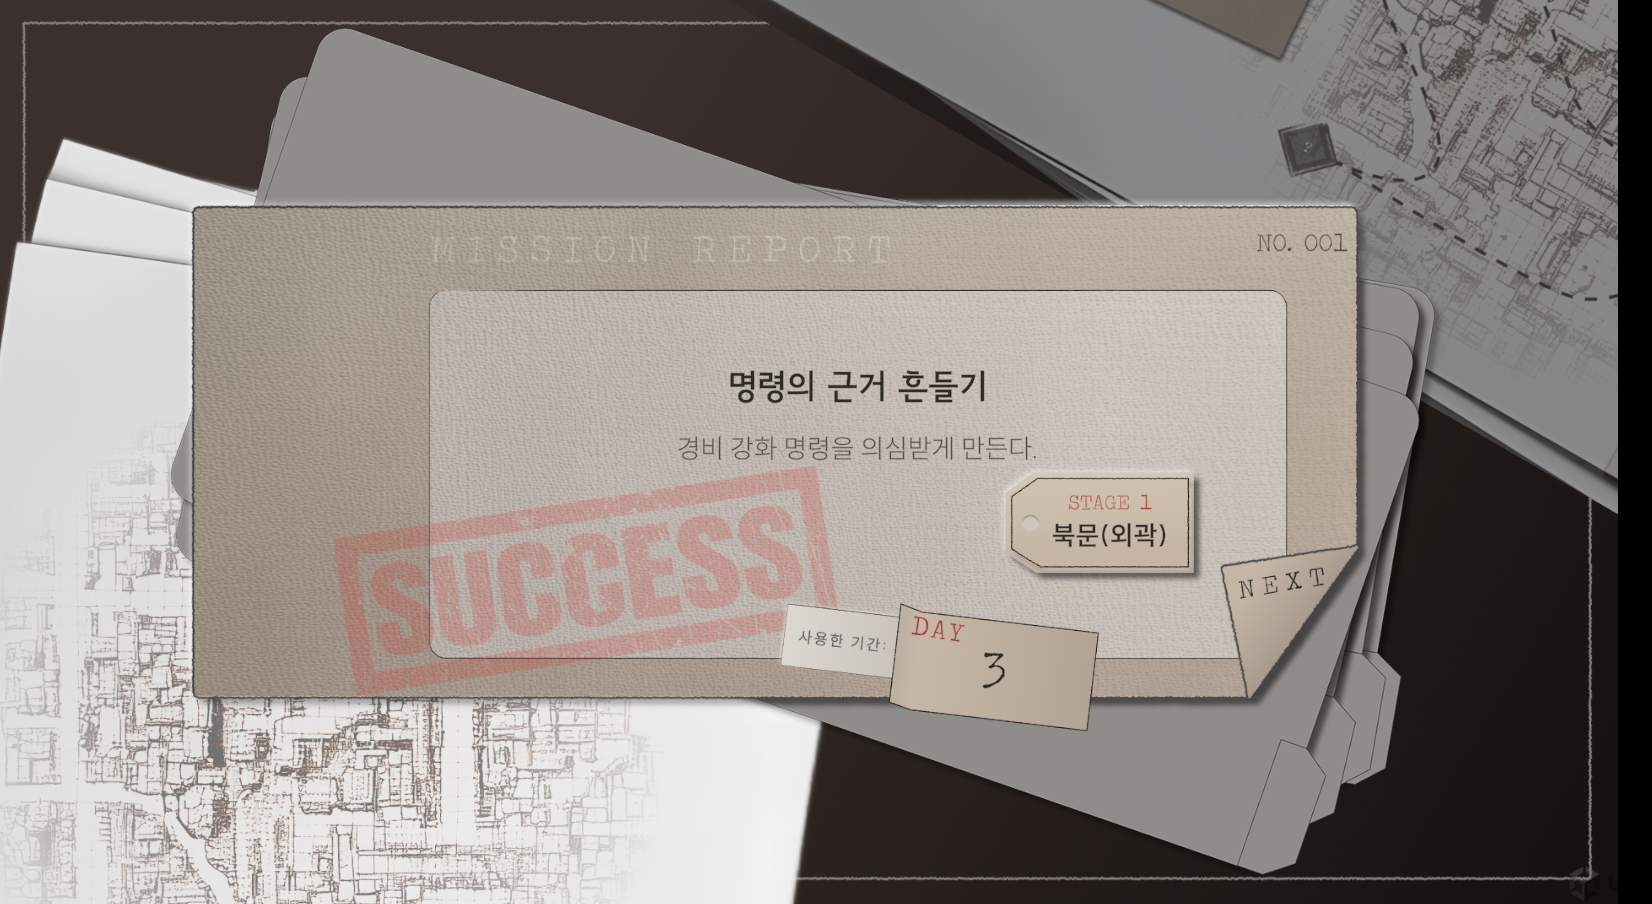 MISSION REPORT
NO. 001
명령의 근거 흔들기
경비 강화 명령을 의심받게 만든다.
SUCCESS
STAGE 1
북문(외곽)
NEXT
사용한 기간:
DAY
3